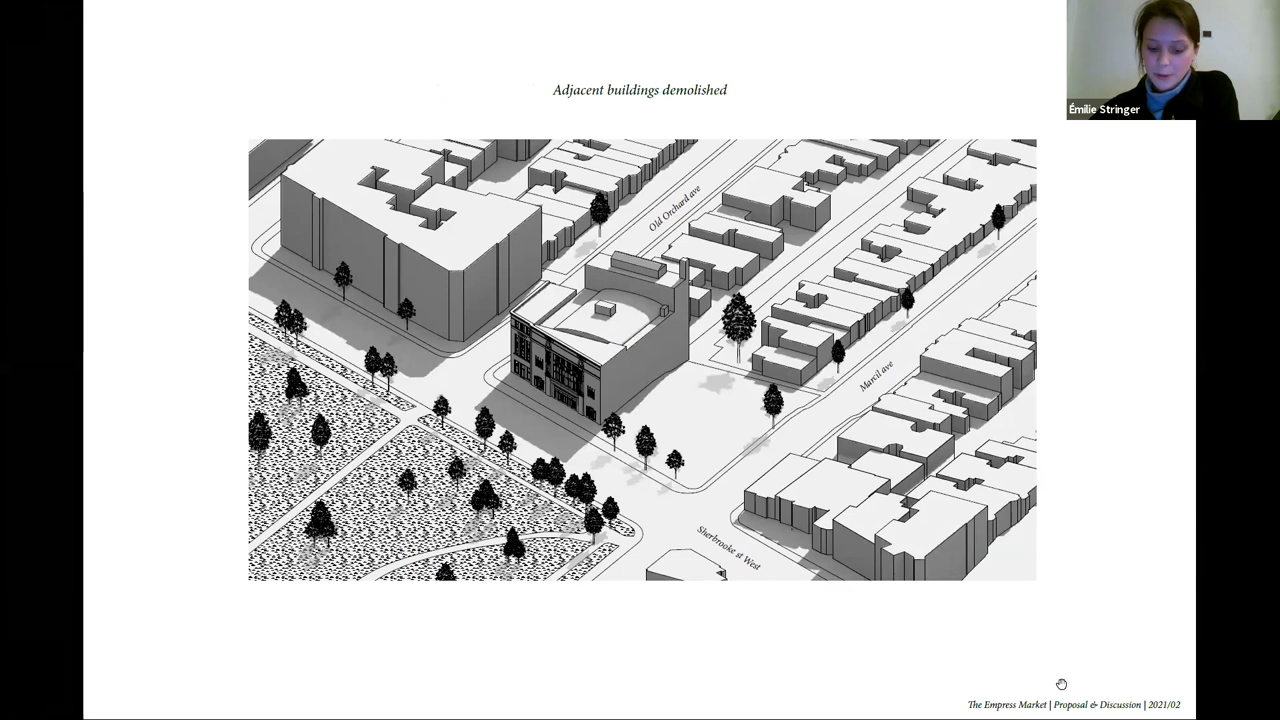 Adjacent buildings demolished
Émilie Stringer
Old Orchard ave
Marcil ave
Sherbrooke st West
The Empress Market | Proposal & Discussion | 2021/02